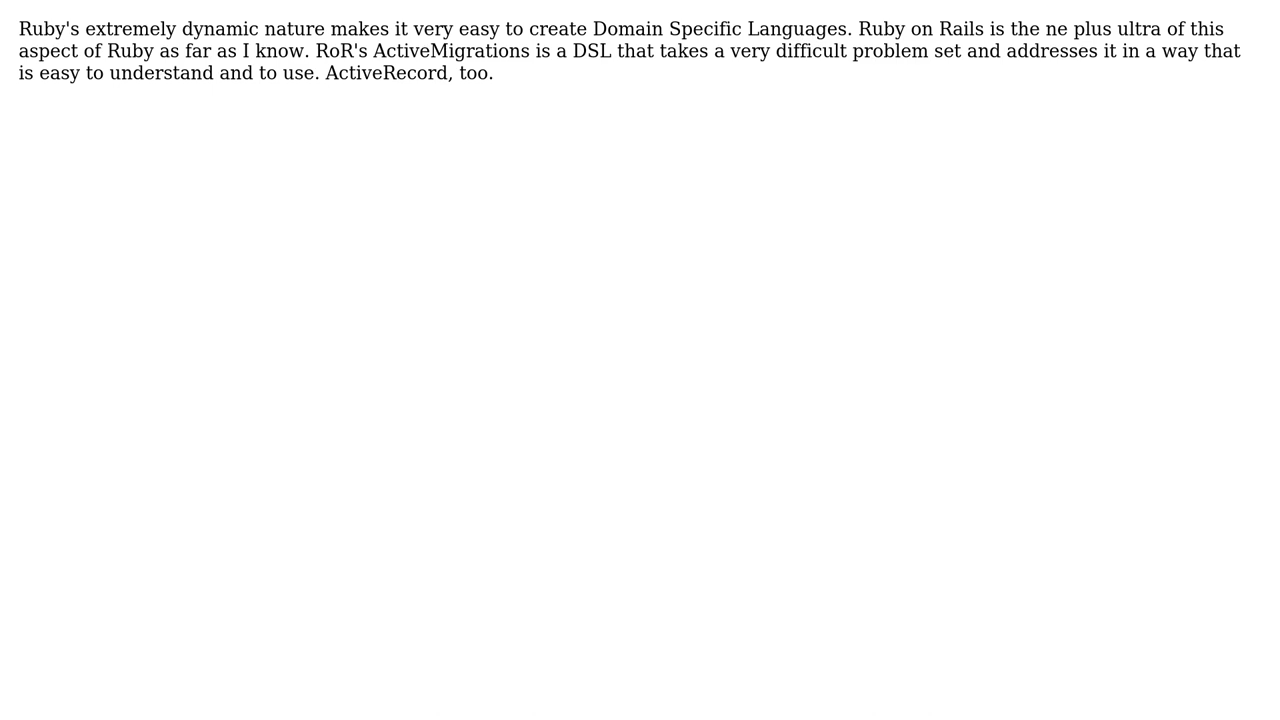 Ruby's extremely dynamic nature makes it very easy to create Domain Specific Languages. Ruby on Rails is the ne plus ultra of this
aspect of Ruby as far as I know. RoR's ActiveMigrations is a DSL that takes a very difficult problem set and addresses it in a way that
is easy to understand and to use. ActiveRecord, too.